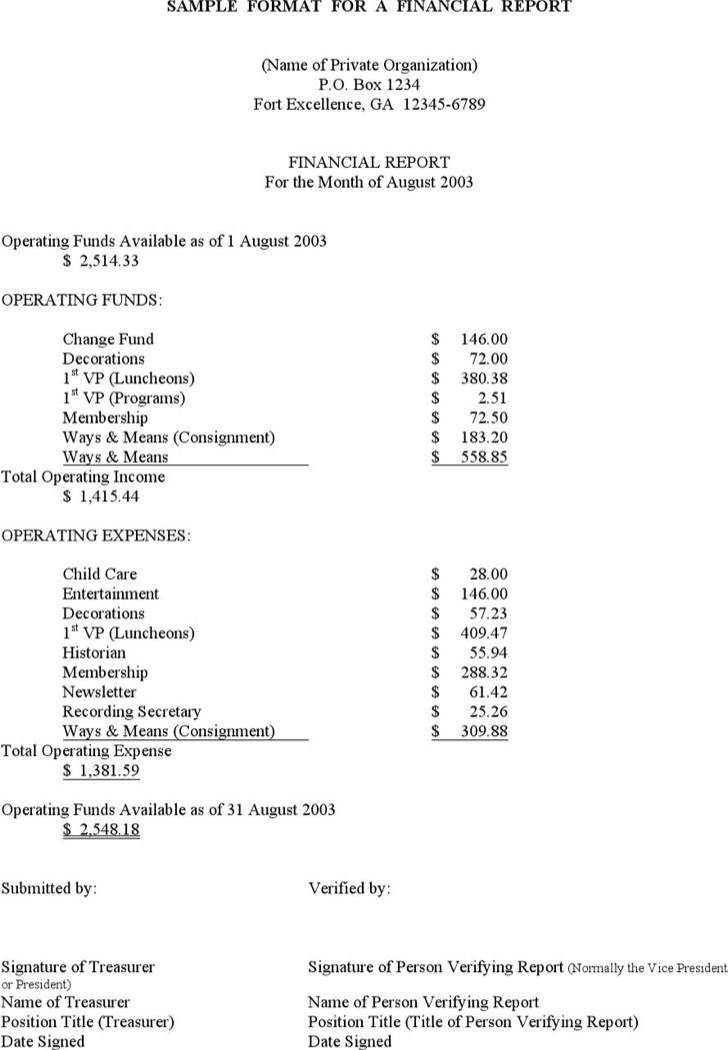 SAMPLE FORMAT FOR A FINANCIAL REPORT
(Name of Private Organization)
P.O. Box 1234
Fort Excellence, GA 12345-6789
FINANCIAL REPORT
For the Month of August 2003
Operating Funds Available as of 1 August 2003
$ 2,514.33
OPERATING FUNDS:
Change Fund $ 146.00
Decorations $ 72.00
1st VP (Luncheons) $ 380.38
1st VP (Programs) $ 2.51
Membership $ 72.50
Ways & Means (Consignment) $ 183.20
Ways & Means $ 558.85
Total Operating Income
$ 1,415.44
OPERATING EXPENSES:
Child Care $ 28.00
Entertainment $ 146.00
Decorations $ 57.23
1st VP (Luncheons) $ 409.47
Historian $ 55.94
Membership $ 288.32
Newsletter $ 61.42
Recording Secretary $ 25.26
Ways & Means (Consignment) $ 309.88
Total Operating Expense
$ 1,381.59
Operating Funds Available as of 31 August 2003
$ 2,548.18
Submitted by: Verified by:
Signature of Treasurer Signature of Person Verifying Report (Normally the Vice President
or President)
Name of Treasurer Name of Person Verifying Report
Position Title (Treasurer) Position Title (Title of Person Verifying Report)
Date Signed Date Signed